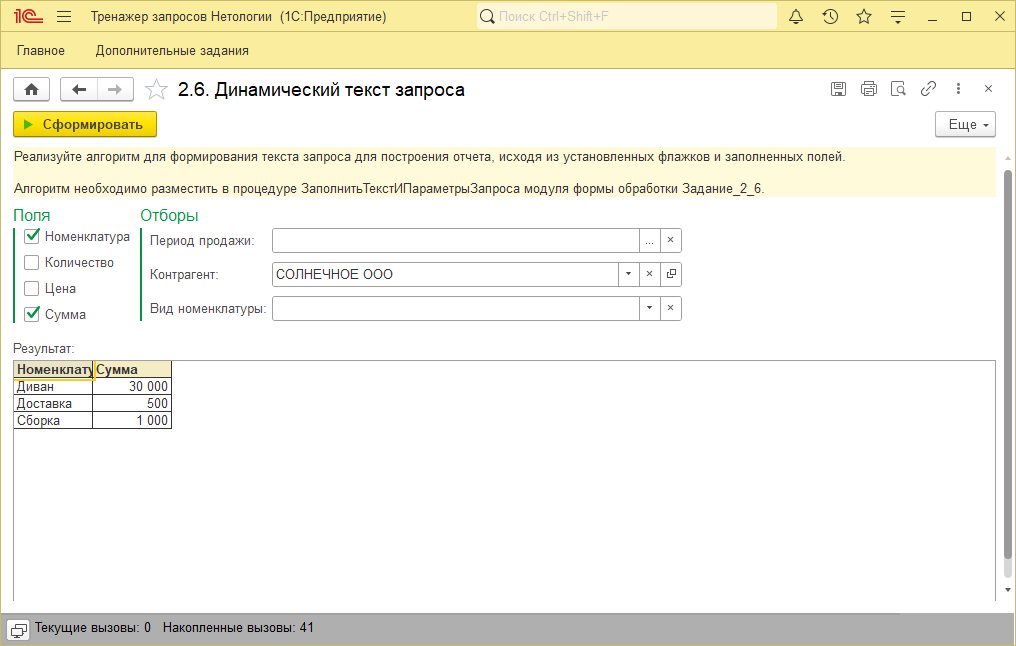 1С Тренажер запросов Нетологии (1С:Предприятие) Поиск Ctrl+Shift+F
Главное Дополнительные задания
2.6. Динамический текст запроса
Сформировать Еще
Реализуйте алгоритм для формирования текста запроса для построения отчета, исходя из установленных флажков и заполненных полей.
Алгоритм необходимо разместить в процедуре ЗаполнитьТекстИПараметрыЗапроса модуля формы обработки Задание_2_6.
Поля Отборы
Номенклатура Период продажи: ...
Количество
Контрагент: СОЛНЕЧНОЕ ООО
Цена
Вид номенклатуры:
Сумма
Результат:
Номенклату Сумма
Диван 30 000
Доставка 500
Сборка 1 000
Текущие вызовы: 0 Накопленные вызовы: 41